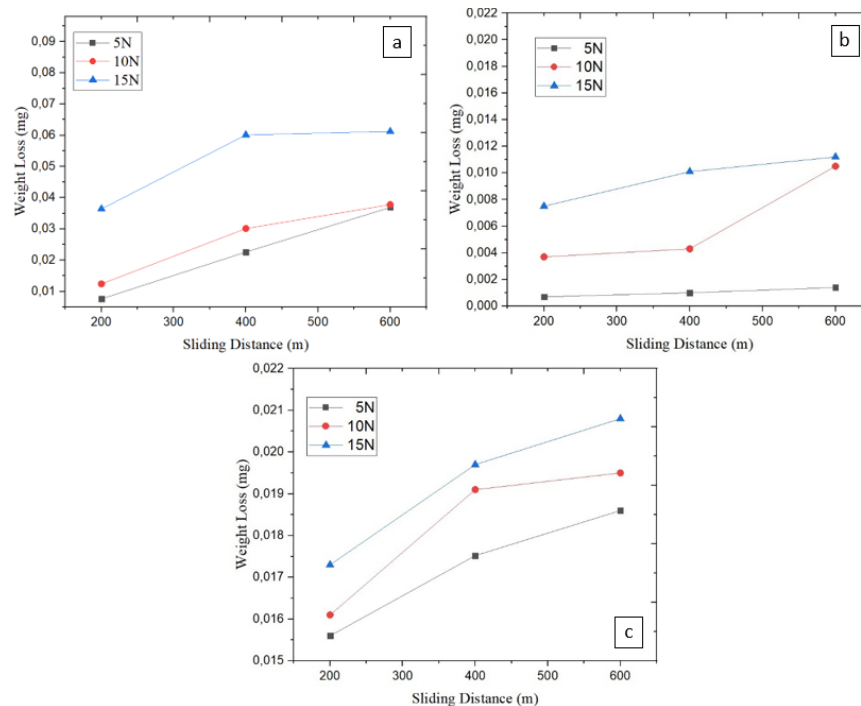 a
5N
10N
15N
0,09
0,08
0,07
0,06
0,05
0,04
0,03
0,02
0,01
Weight Loss (mg)
200 300 400 500 600
Sliding Distance (m)
b
5N
10N
15N
0,022
0,020
0,018
0,016
0,014
0,012
0,010
0,008
0,006
0,004
0,002
0,000
Weight Loss (mg)
200 300 400 500 600
Sliding Distance (m)
5N
10N
15N
0,022
0,021
0,020
0,019
0,018
0,017
0,016
0,015
Weight Loss (mg)
c
200 300 400 500 600
Sliding Distance (m)